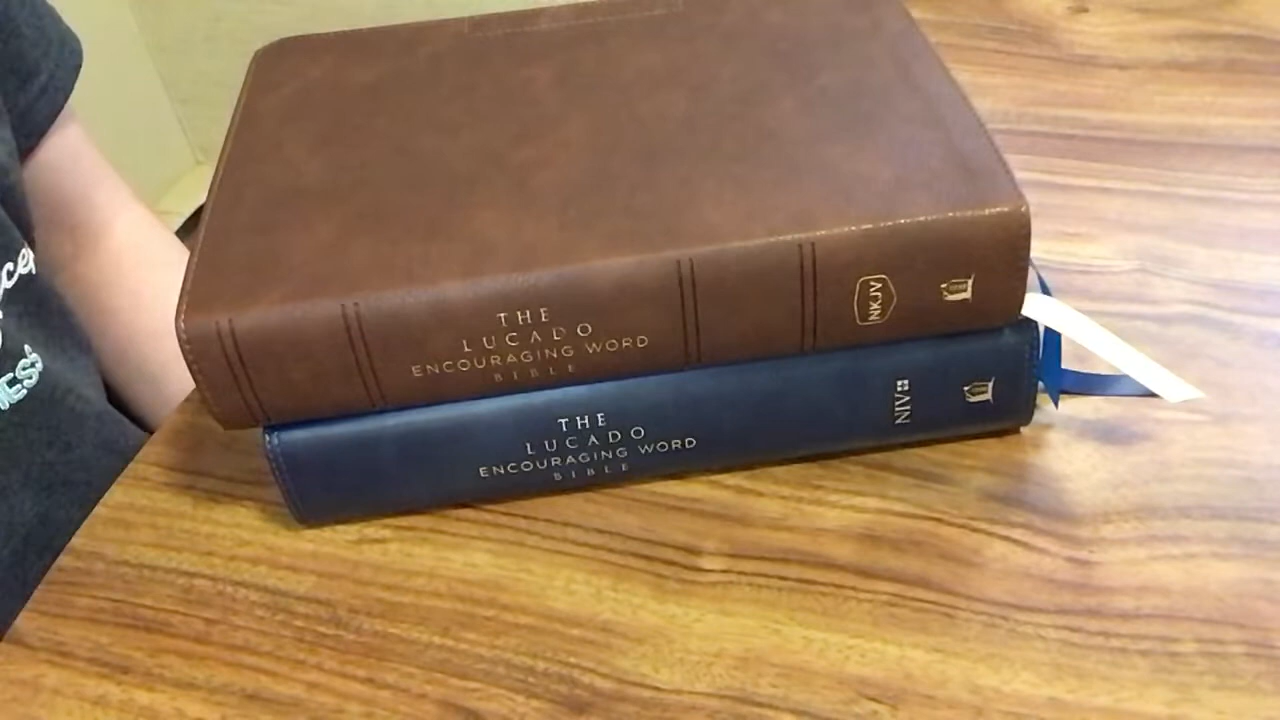 THE
LUCADO
ENCOURAGING WORD
BIBLE
NKJV
THE
LUCADO
ENCOURAGING WORD
BIBLE
NIV